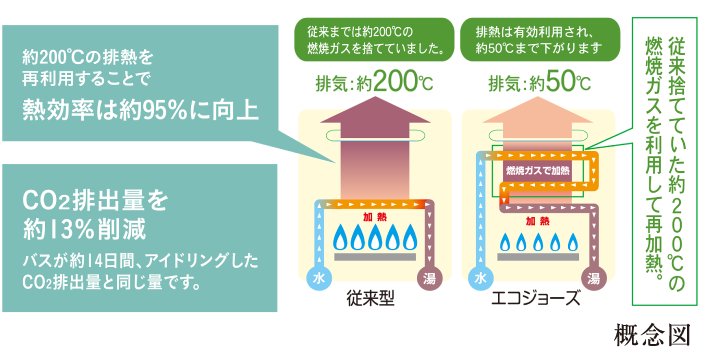 約200℃の排熱を
再利用することで
熱効率は約95%に向上
CO2排出量を
約13%削減
バスが約14日間、アイドリングした
CO2排出量と同じ量です。
従来までは約200℃の
燃焼ガスを捨てていました。
排気:約200℃
加熱
水
湯
従来型
排熱は有効利用され、
約50℃まで下がります
排気:約50℃
燃焼ガスで加熱
加熱
水
湯
エコジョーズ
従来捨てていた約200℃の
燃焼ガスを利用して再加熱。
概念図